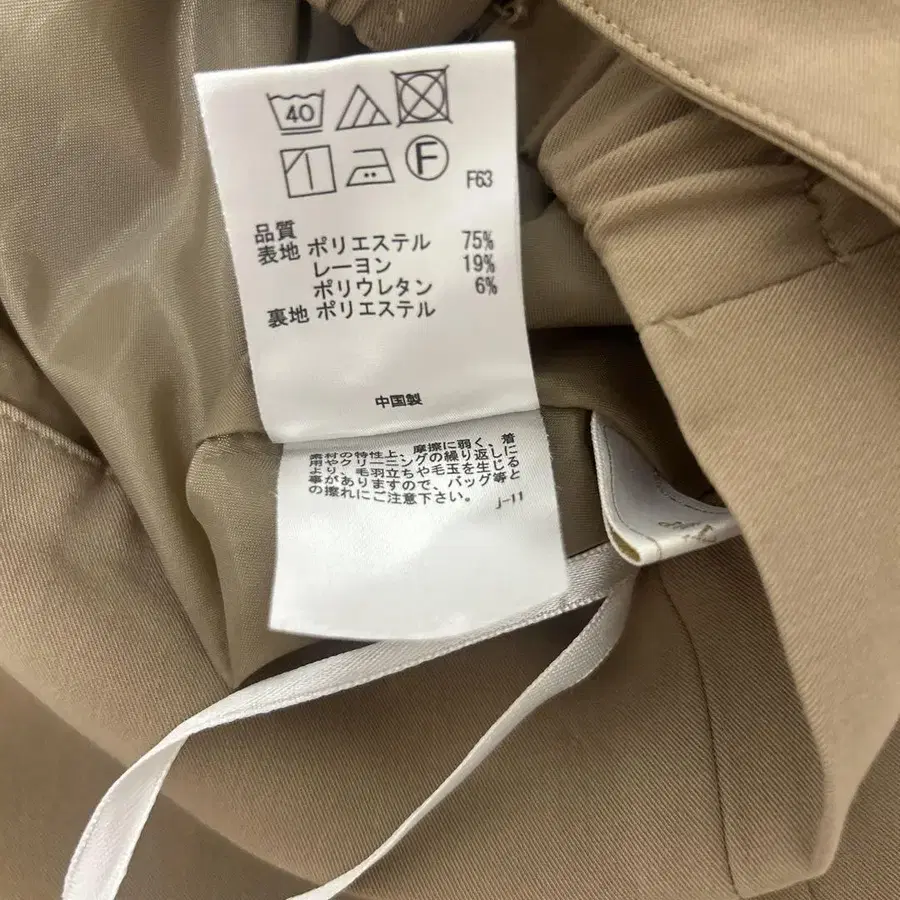 40
F
F63
品質
表地 ポリエステル 75%
レーヨン 19%
ポリウレタン 6%
裏地 ポリエステル
中国製
素材の特性上、摩擦に弱く、着
用やクリーニングの繰り返しに
より、毛羽立ちや毛玉を生じる
事がありますので、バッグ等と
の擦れにご注意下さい。
j-11